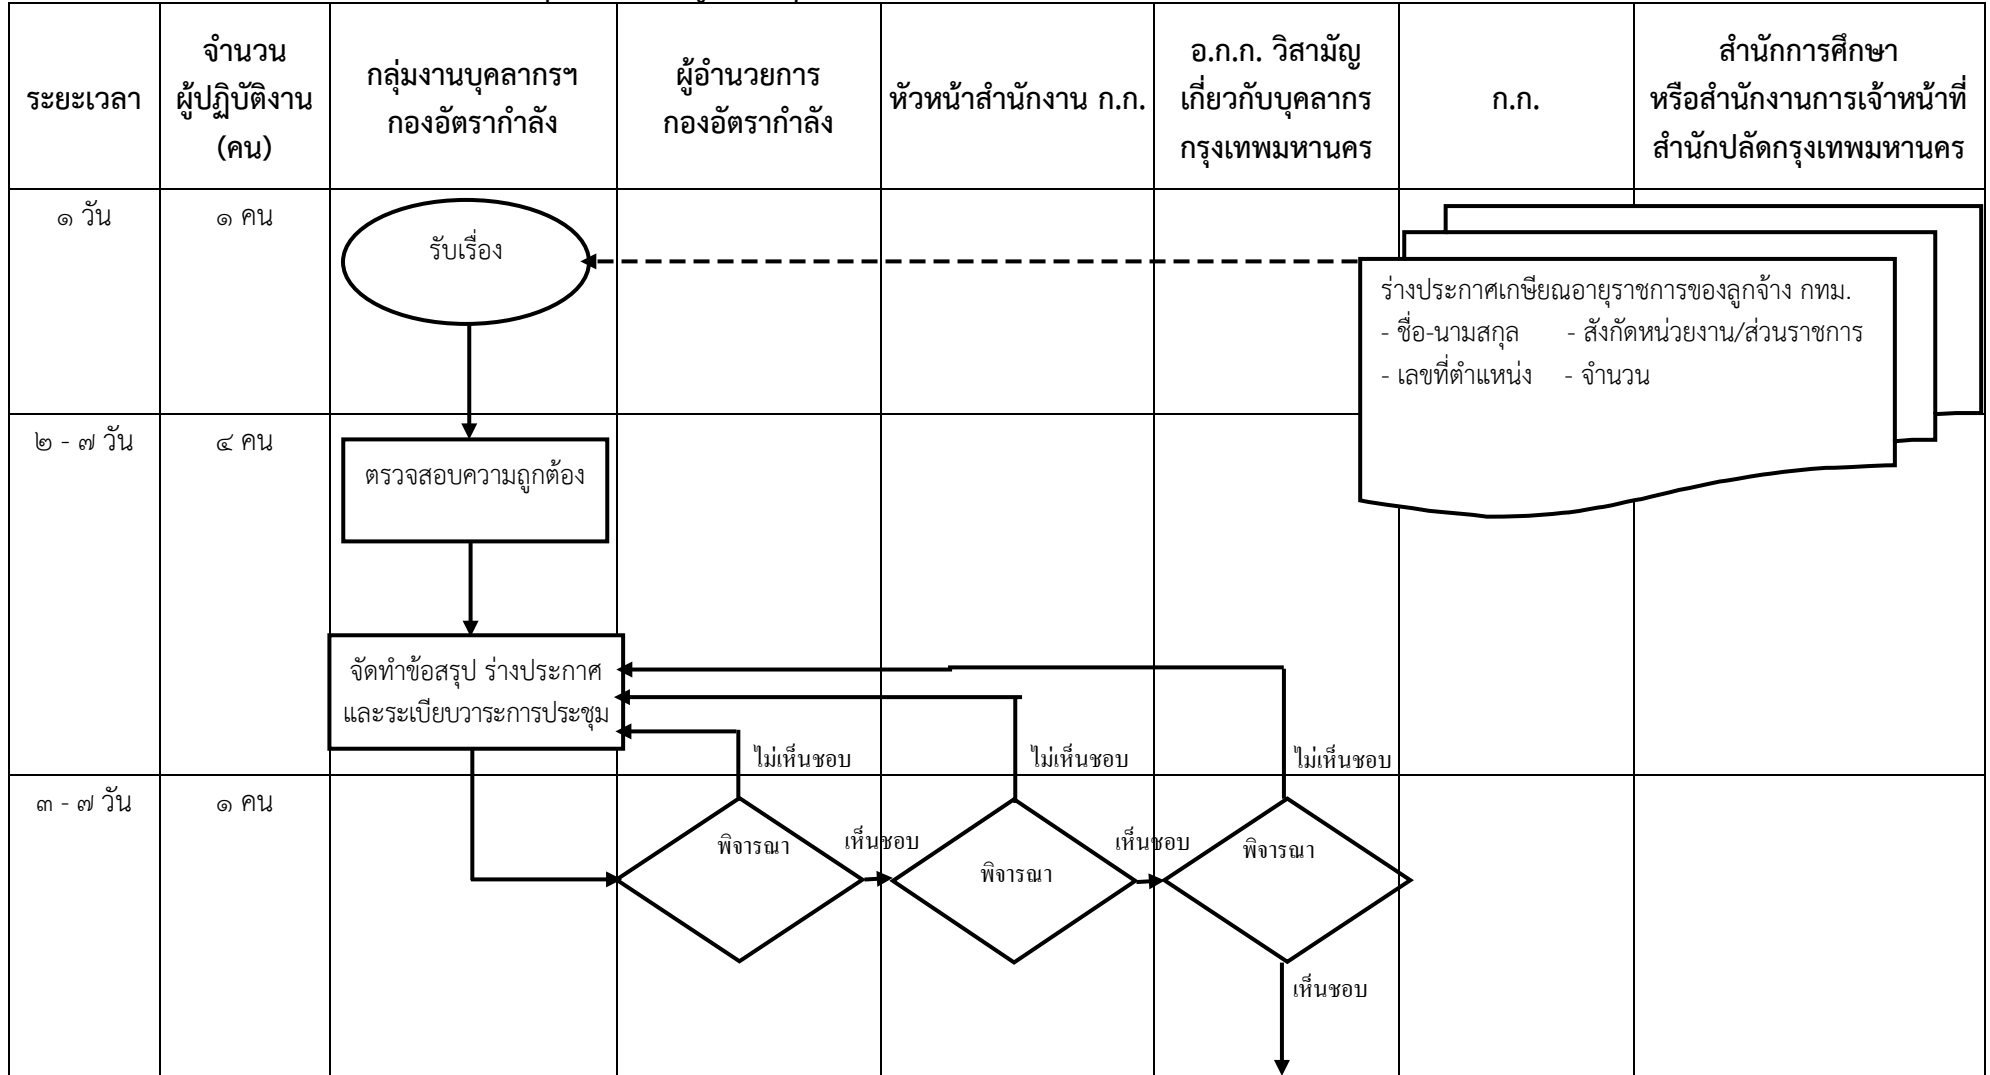 ระยะเวลา
จำนวน
ผู้ปฏิบัติงาน
(คน)
กลุ่มงานบุคลากรฯ
กองอัตรากำลัง
ผู้อำนวยการ
กองอัตรากำลัง
หัวหน้าสำนักงาน ก.ก.
อ.ก.ก. วิสามัญ
เกี่ยวกับบุคลากร
กรุงเทพมหานคร
ก.ก.
สำนักการศึกษา
หรือสำนักงานการเจ้าหน้าที่
สำนักปลัดกรุงเทพมหานคร
๑ วัน
๑ คน
รับเรื่อง
ร่างประกาศเกษียณอายุราชการของลูกจ้าง กทม.
- ชื่อ-นามสกุล - สังกัดหน่วยงาน/ส่วนราชการ
- เลขที่ตำแหน่ง - จำนวน
๒ - ๗ วัน
๔ คน
ตรวจสอบความถูกต้อง
จัดทำข้อสรุป ร่างประกาศ
และระเบียบวาระการประชุม
ไม่เห็นชอบ
ไม่เห็นชอบ
ไม่เห็นชอบ
๓ - ๗ วัน
๑ คน
พิจารณา
เห็นชอบ
พิจารณา
เห็นชอบ
พิจารณา
เห็นชอบ